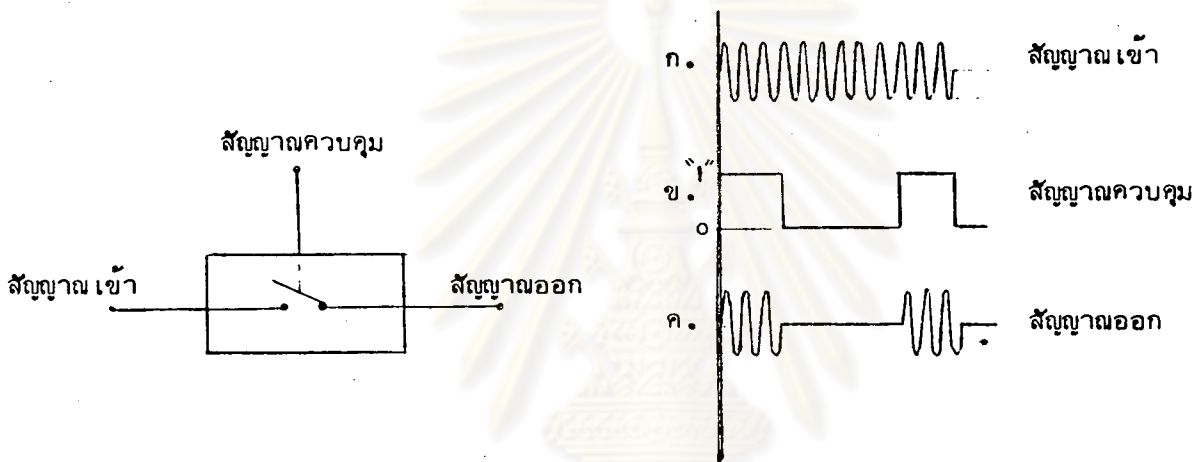 สัญญาณควบคุม
สัญญาณ เข้า
สัญญาณออก
ก. สัญญาณ เข้า
"1"
ข. สัญญาณควบคุม
0
ค. สัญญาณออก